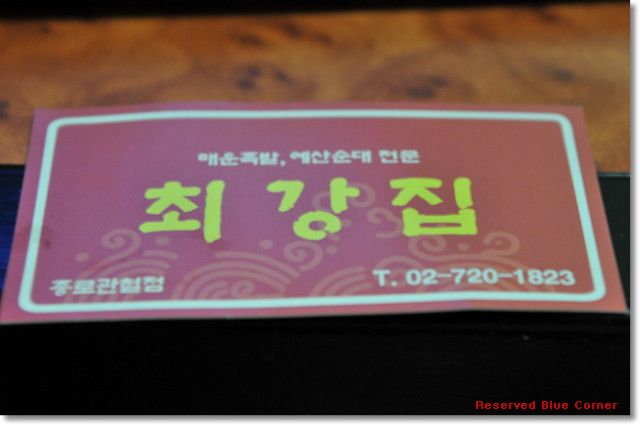 매운족발, 예산순대 전문
최강집
종로관철점
T. 02-720-1823
Reserved Blue Corner